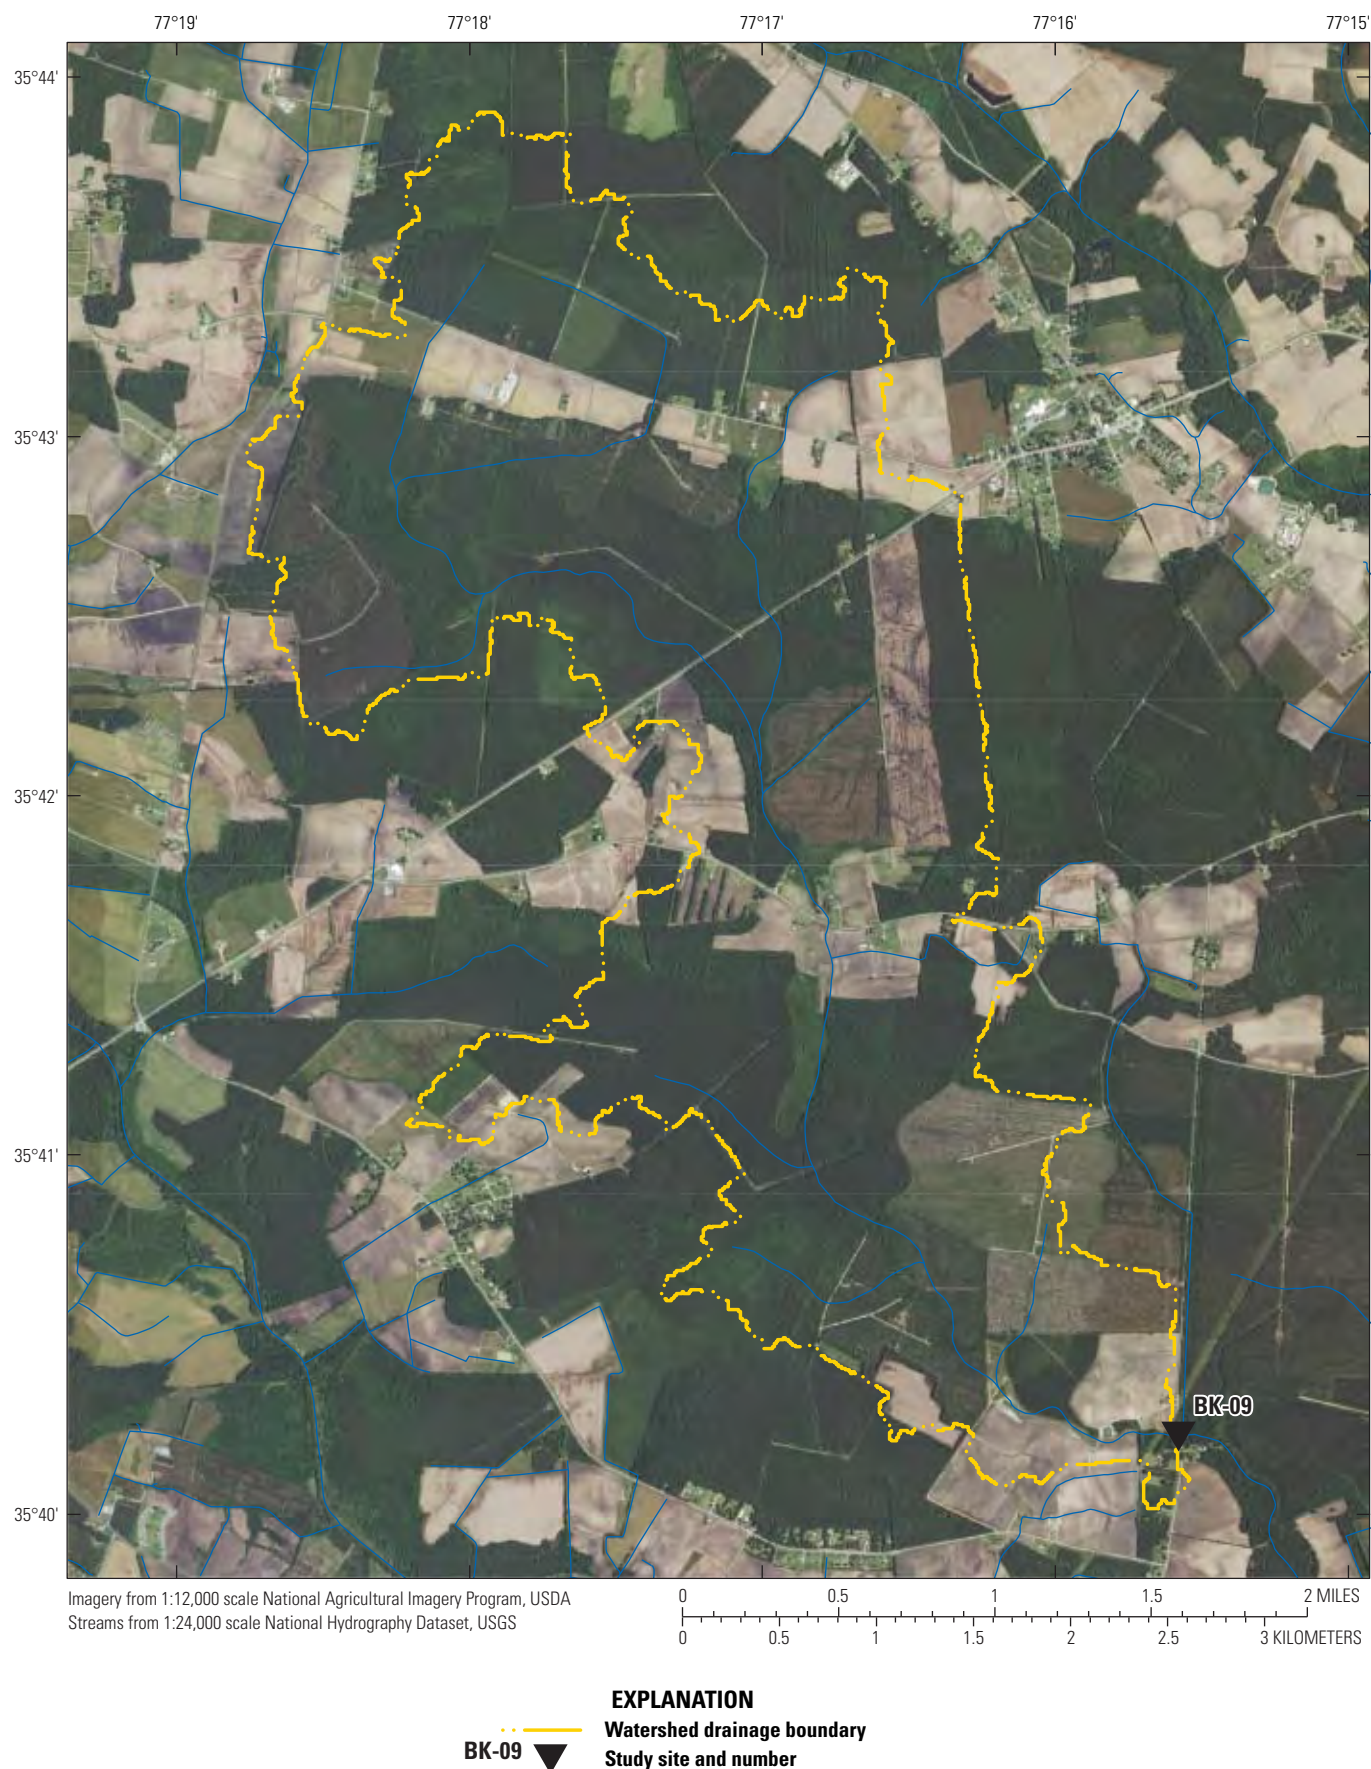 77°19' 77°18' 77°17' 77°16' 77°15'
35°44'
35°43'
35°42'
35°41'
BK-09
35°40'
Imagery from 1:12,000 scale National Agricultural Imagery Program, USDA
Streams from 1:24,000 scale National Hydrography Dataset, USGS
0 0.5 1 1.5 2 MILES
0 0.5 1 1.5 2 2.5 3 KILOMETERS
EXPLANATION
Watershed drainage boundary
BK-09 Study site and number